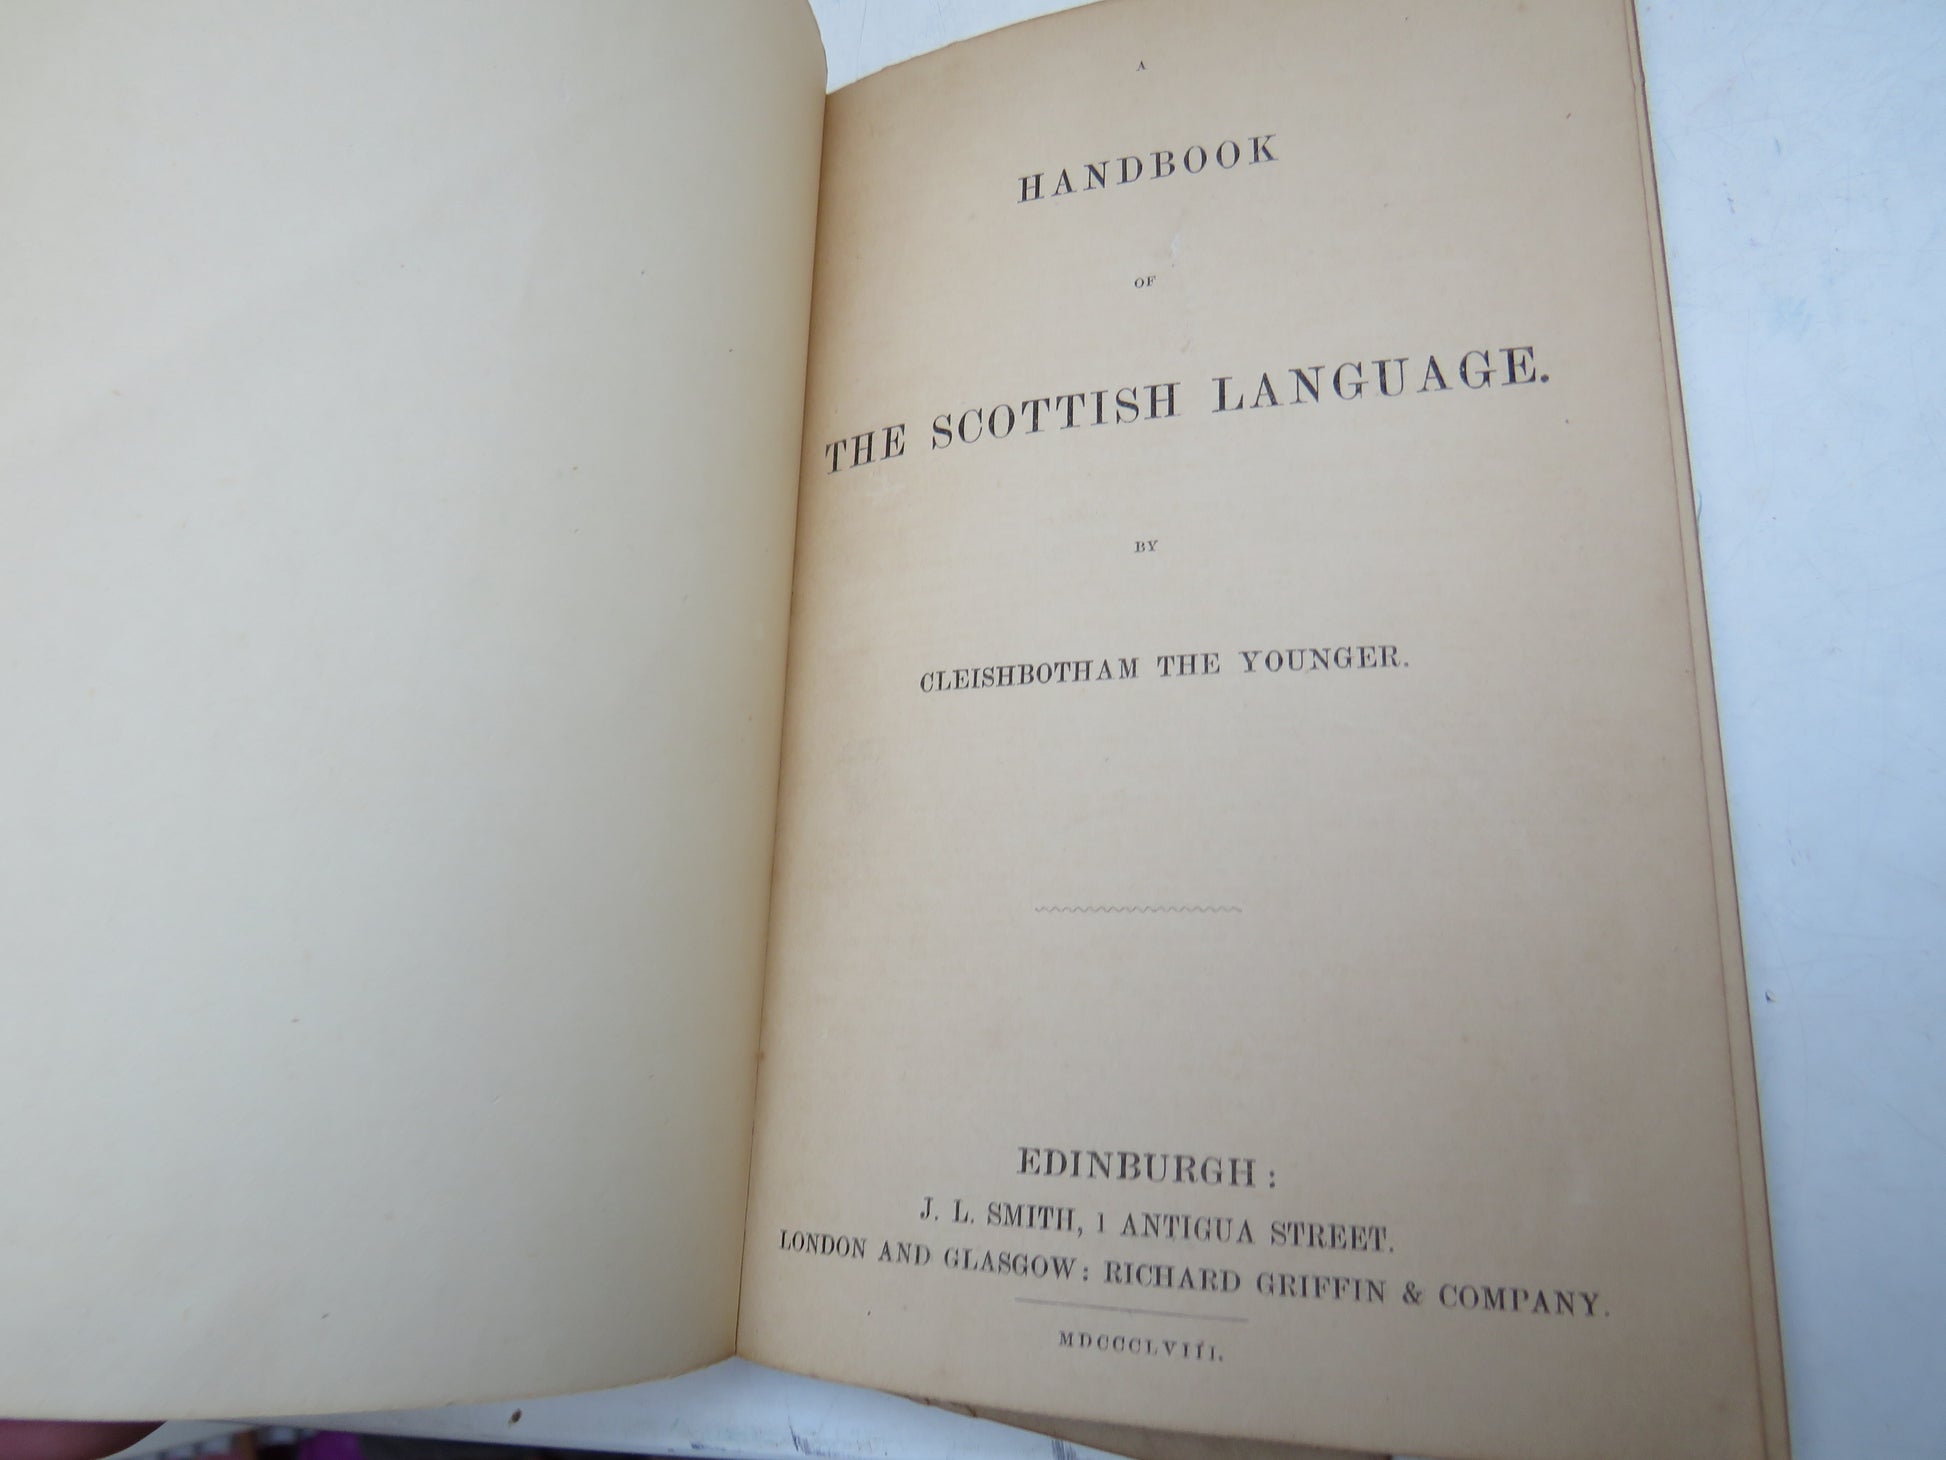 A
HANDBOOK
OF
THE SCOTTISH LANGUAGE.
BY
CLEISHBOTHAM THE YOUNGER.
EDINBURGH:
J. L. SMITH, 1 ANTIGUA STREET.
LONDON AND GLASGOW: RICHARD GRIFFIN & COMPANY.
MDCCCLVIII.